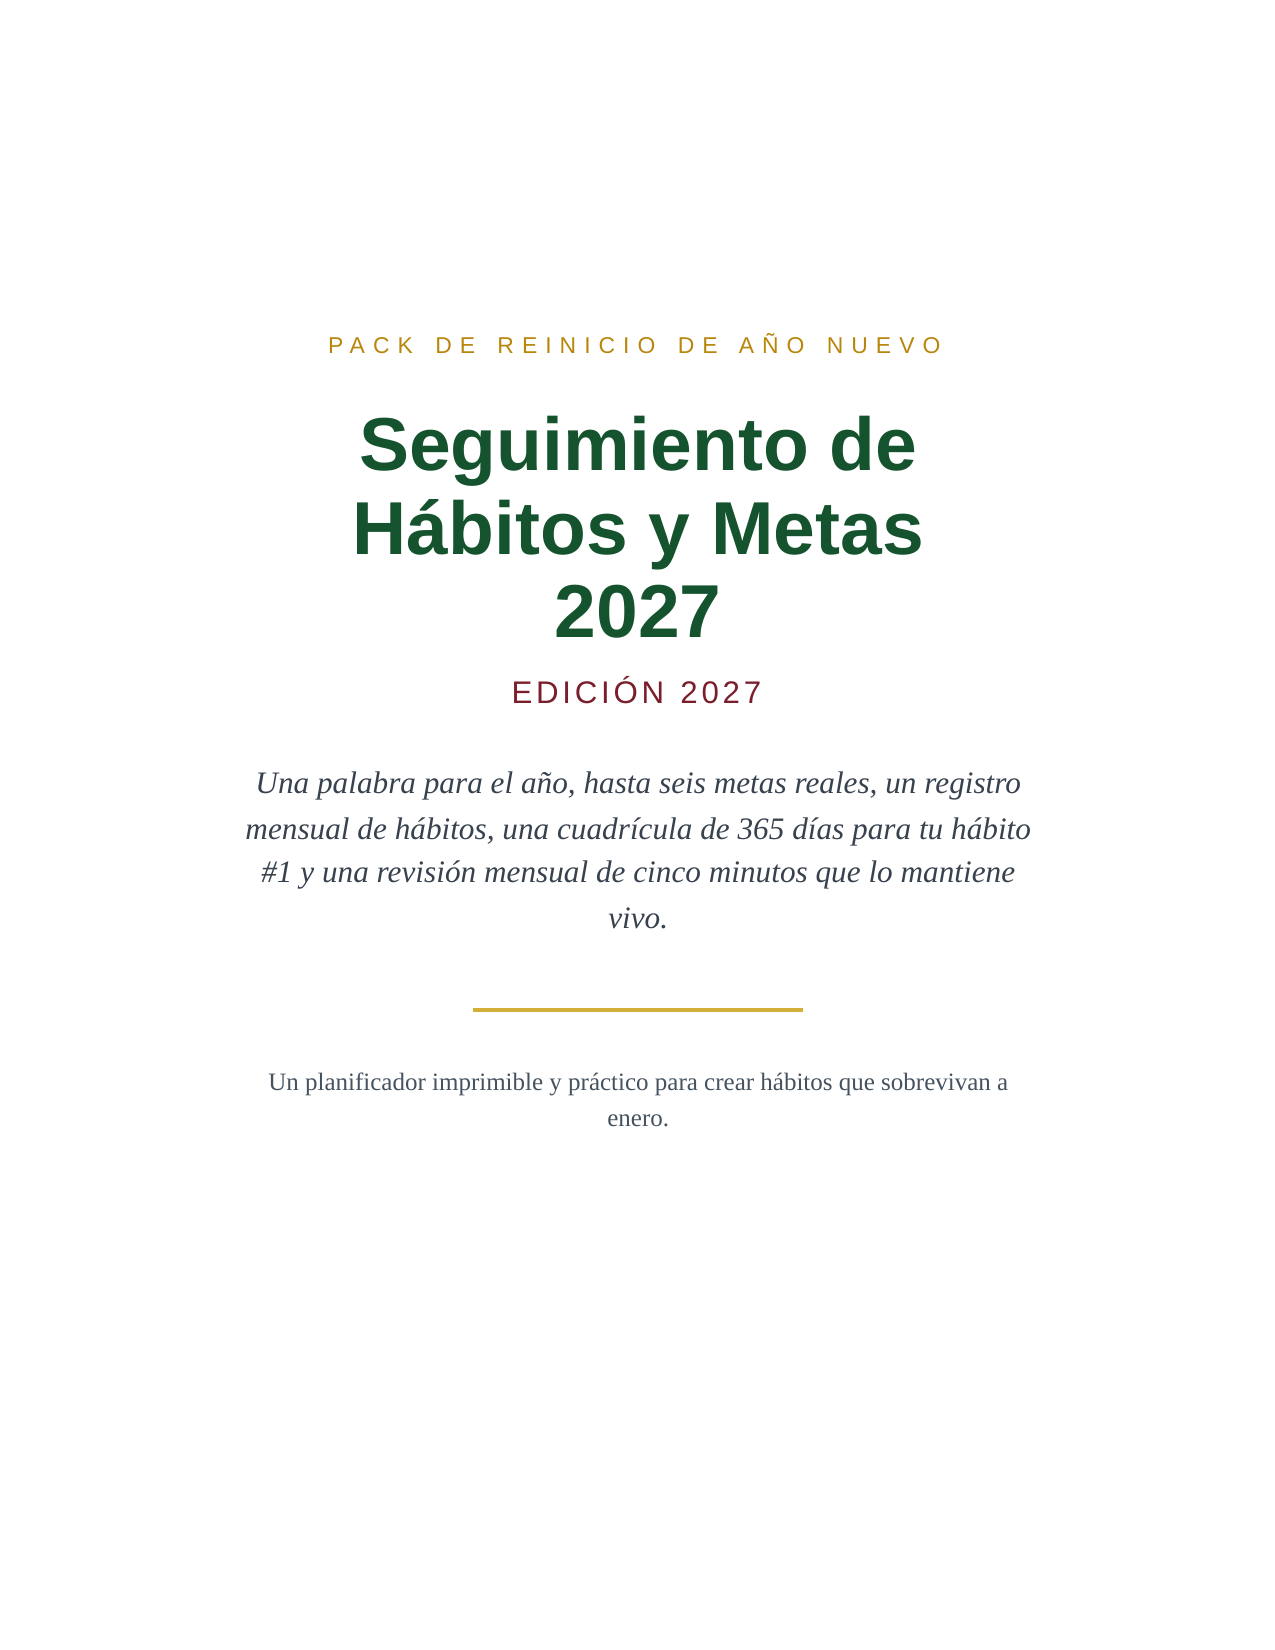 PACK DE REINICIO DE AÑO NUEVO
Seguimiento de
Hábitos y Metas
2027
EDICIÓN 2027
Una palabra para el año, hasta seis metas reales, un registro
mensual de hábitos, una cuadrícula de 365 días para tu hábito
#1 y una revisión mensual de cinco minutos que lo mantiene
vivo.
Un planificador imprimible y práctico para crear hábitos que sobrevivan a
enero.